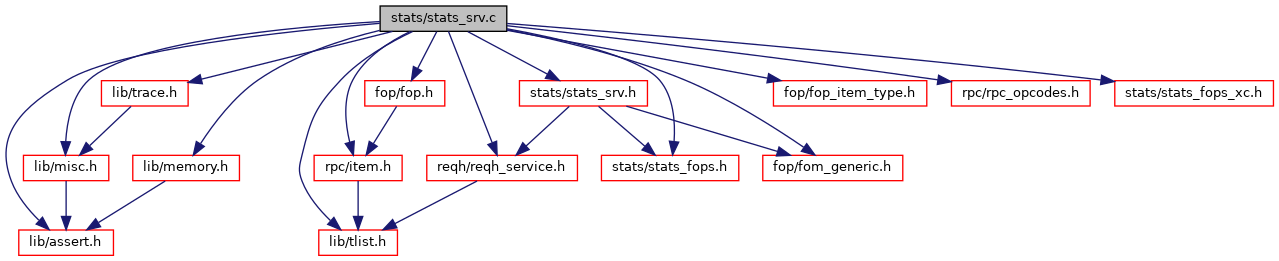 stats/stats_srv.c
lib/trace.h
fop/fop.h
stats/stats_srv.h
fop/fop_item_type.h
rpc/rpc_opcodes.h
stats/stats_fops_xc.h
lib/misc.h
lib/memory.h
rpc/item.h
reqh/reqh_service.h
stats/stats_fops.h
fop/fom_generic.h
lib/assert.h
lib/tlist.h